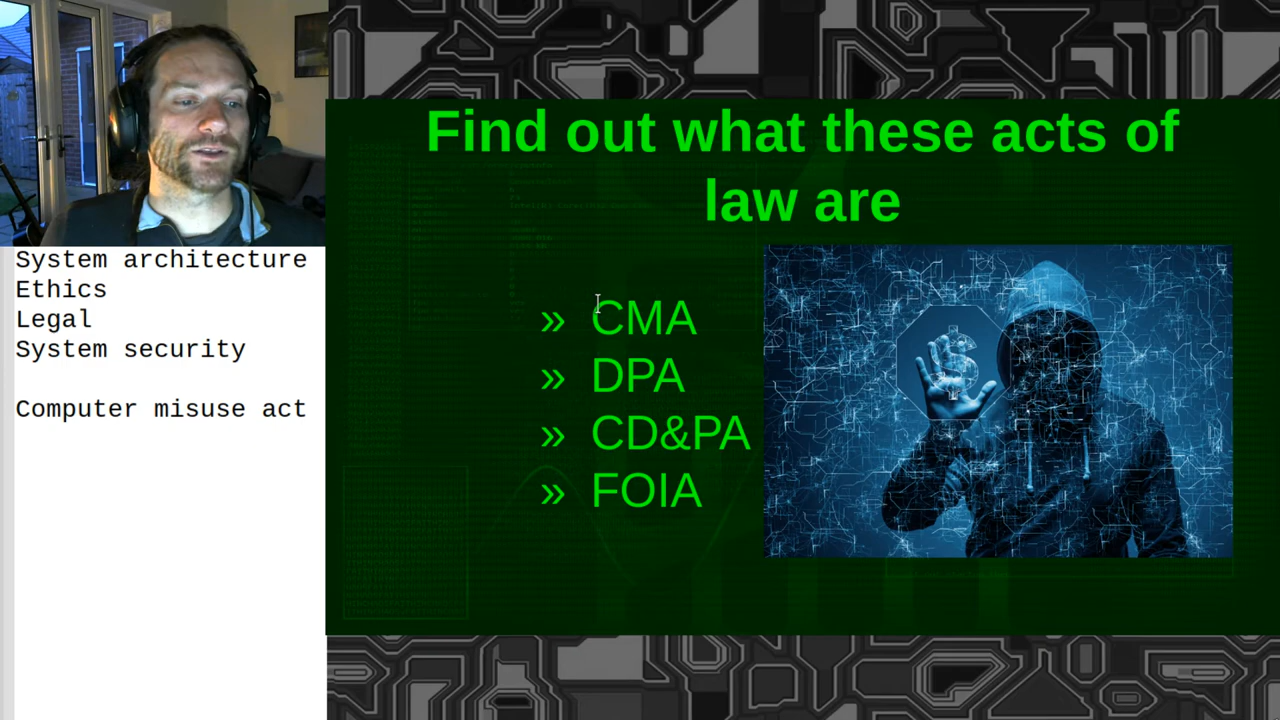 Find out what these acts of
law are
» CMA
» DPA
» CD&PA
» FOIA
System architecture
Ethics
Legal
System security
Computer misuse act